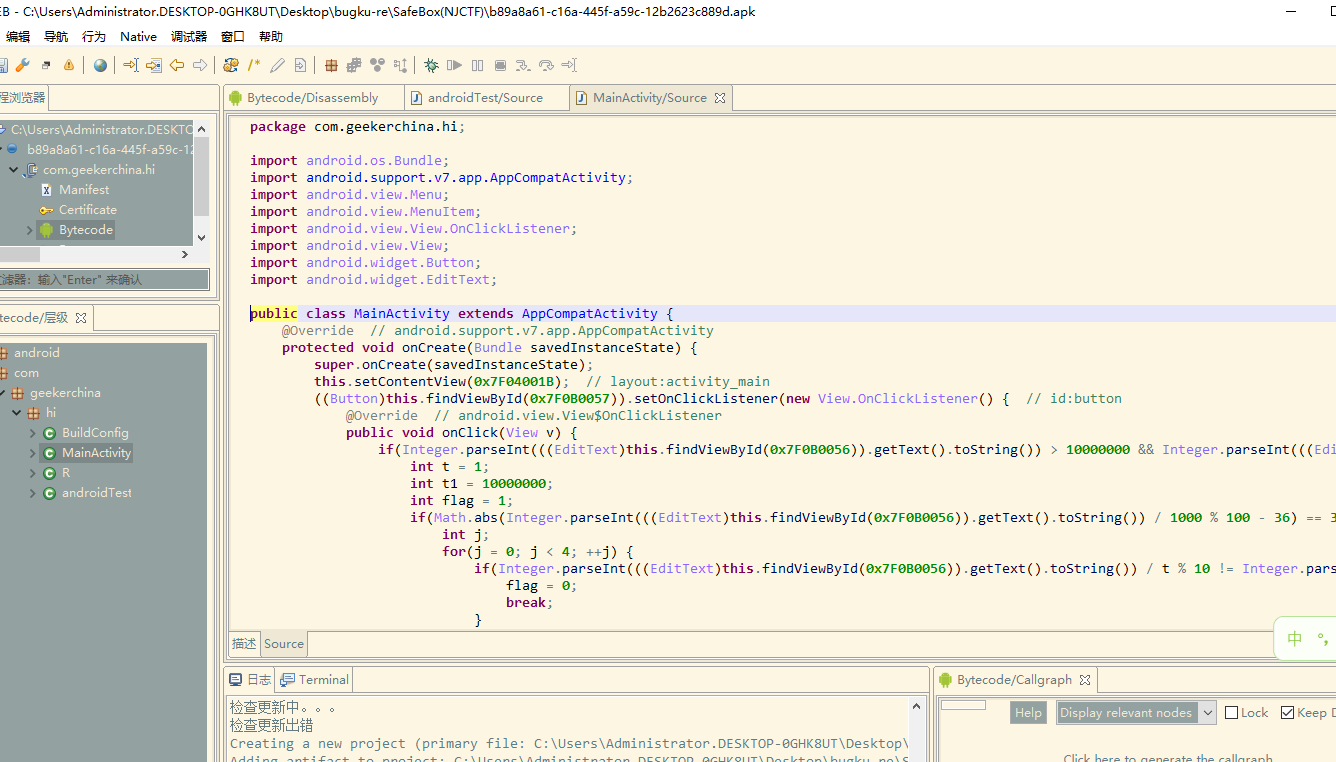 EB - C:\Users\Administrator.DESKTOP-0GHK8UT\Desktop\bugku-re\SafeBox(NJCTF)\b89a8a61-c16a-445f-a59c-12b2623c889d.apk
编辑 导航 行为 Native 调试器 窗口 帮助
程浏览器
C:\Users\Administrator.DESKTO
b89a8a61-c16a-445f-a59c-12
com.geekerchina.hi
Manifest
Certificate
Bytecode
过滤器: 输入"Enter" 来确认
tecode/层级
android
com
geekerchina
hi
BuildConfig
MainActivity
R
androidTest
Bytecode/Disassembly androidTest/Source MainActivity/Source
package com.geekerchina.hi;
import android.os.Bundle;
import android.support.v7.app.AppCompatActivity;
import android.view.Menu;
import android.view.MenuItem;
import android.view.View.OnClickListener;
import android.view.View;
import android.widget.Button;
import android.widget.EditText;
public class MainActivity extends AppCompatActivity {
@Override // android.support.v7.app.AppCompatActivity
protected void onCreate(Bundle savedInstanceState) {
super.onCreate(savedInstanceState);
this.setContentView(0x7F04001B); // layout:activity_main
((Button)this.findViewById(0x7F0B0057)).setOnClickListener(new View.OnClickListener() { // id:button
@Override // android.view.View$OnClickListener
public void onClick(View v) {
if(Integer.parseInt(((EditText)this.findViewById(0x7F0B0056)).getText().toString()) > 10000000 && Integer.parseInt(((Edi
int t = 1;
int t1 = 10000000;
int flag = 1;
if(Math.abs(Integer.parseInt(((EditText)this.findViewById(0x7F0B0056)).getText().toString()) / 1000 % 100 - 36) == 3
int j;
for(j = 0; j < 4; ++j) {
if(Integer.parseInt(((EditText)this.findViewById(0x7F0B0056)).getText().toString()) / t % 10 != Integer.pars
flag = 0;
break;
}
描述 Source
中 °,
日志 Terminal
检查更新中。。。
检查更新出错
Creating a new project (primary file: C:\Users\Administrator.DESKTOP-0GHK8UT\Desktop\
Adding artifact to project: C:\Users\Administrator.DESKTOP-0GHK8UT\Desktop\bugku-re\S
Bytecode/Callgraph
Help Display relevant nodes Lock Keep D
Click here to generate the callgraph